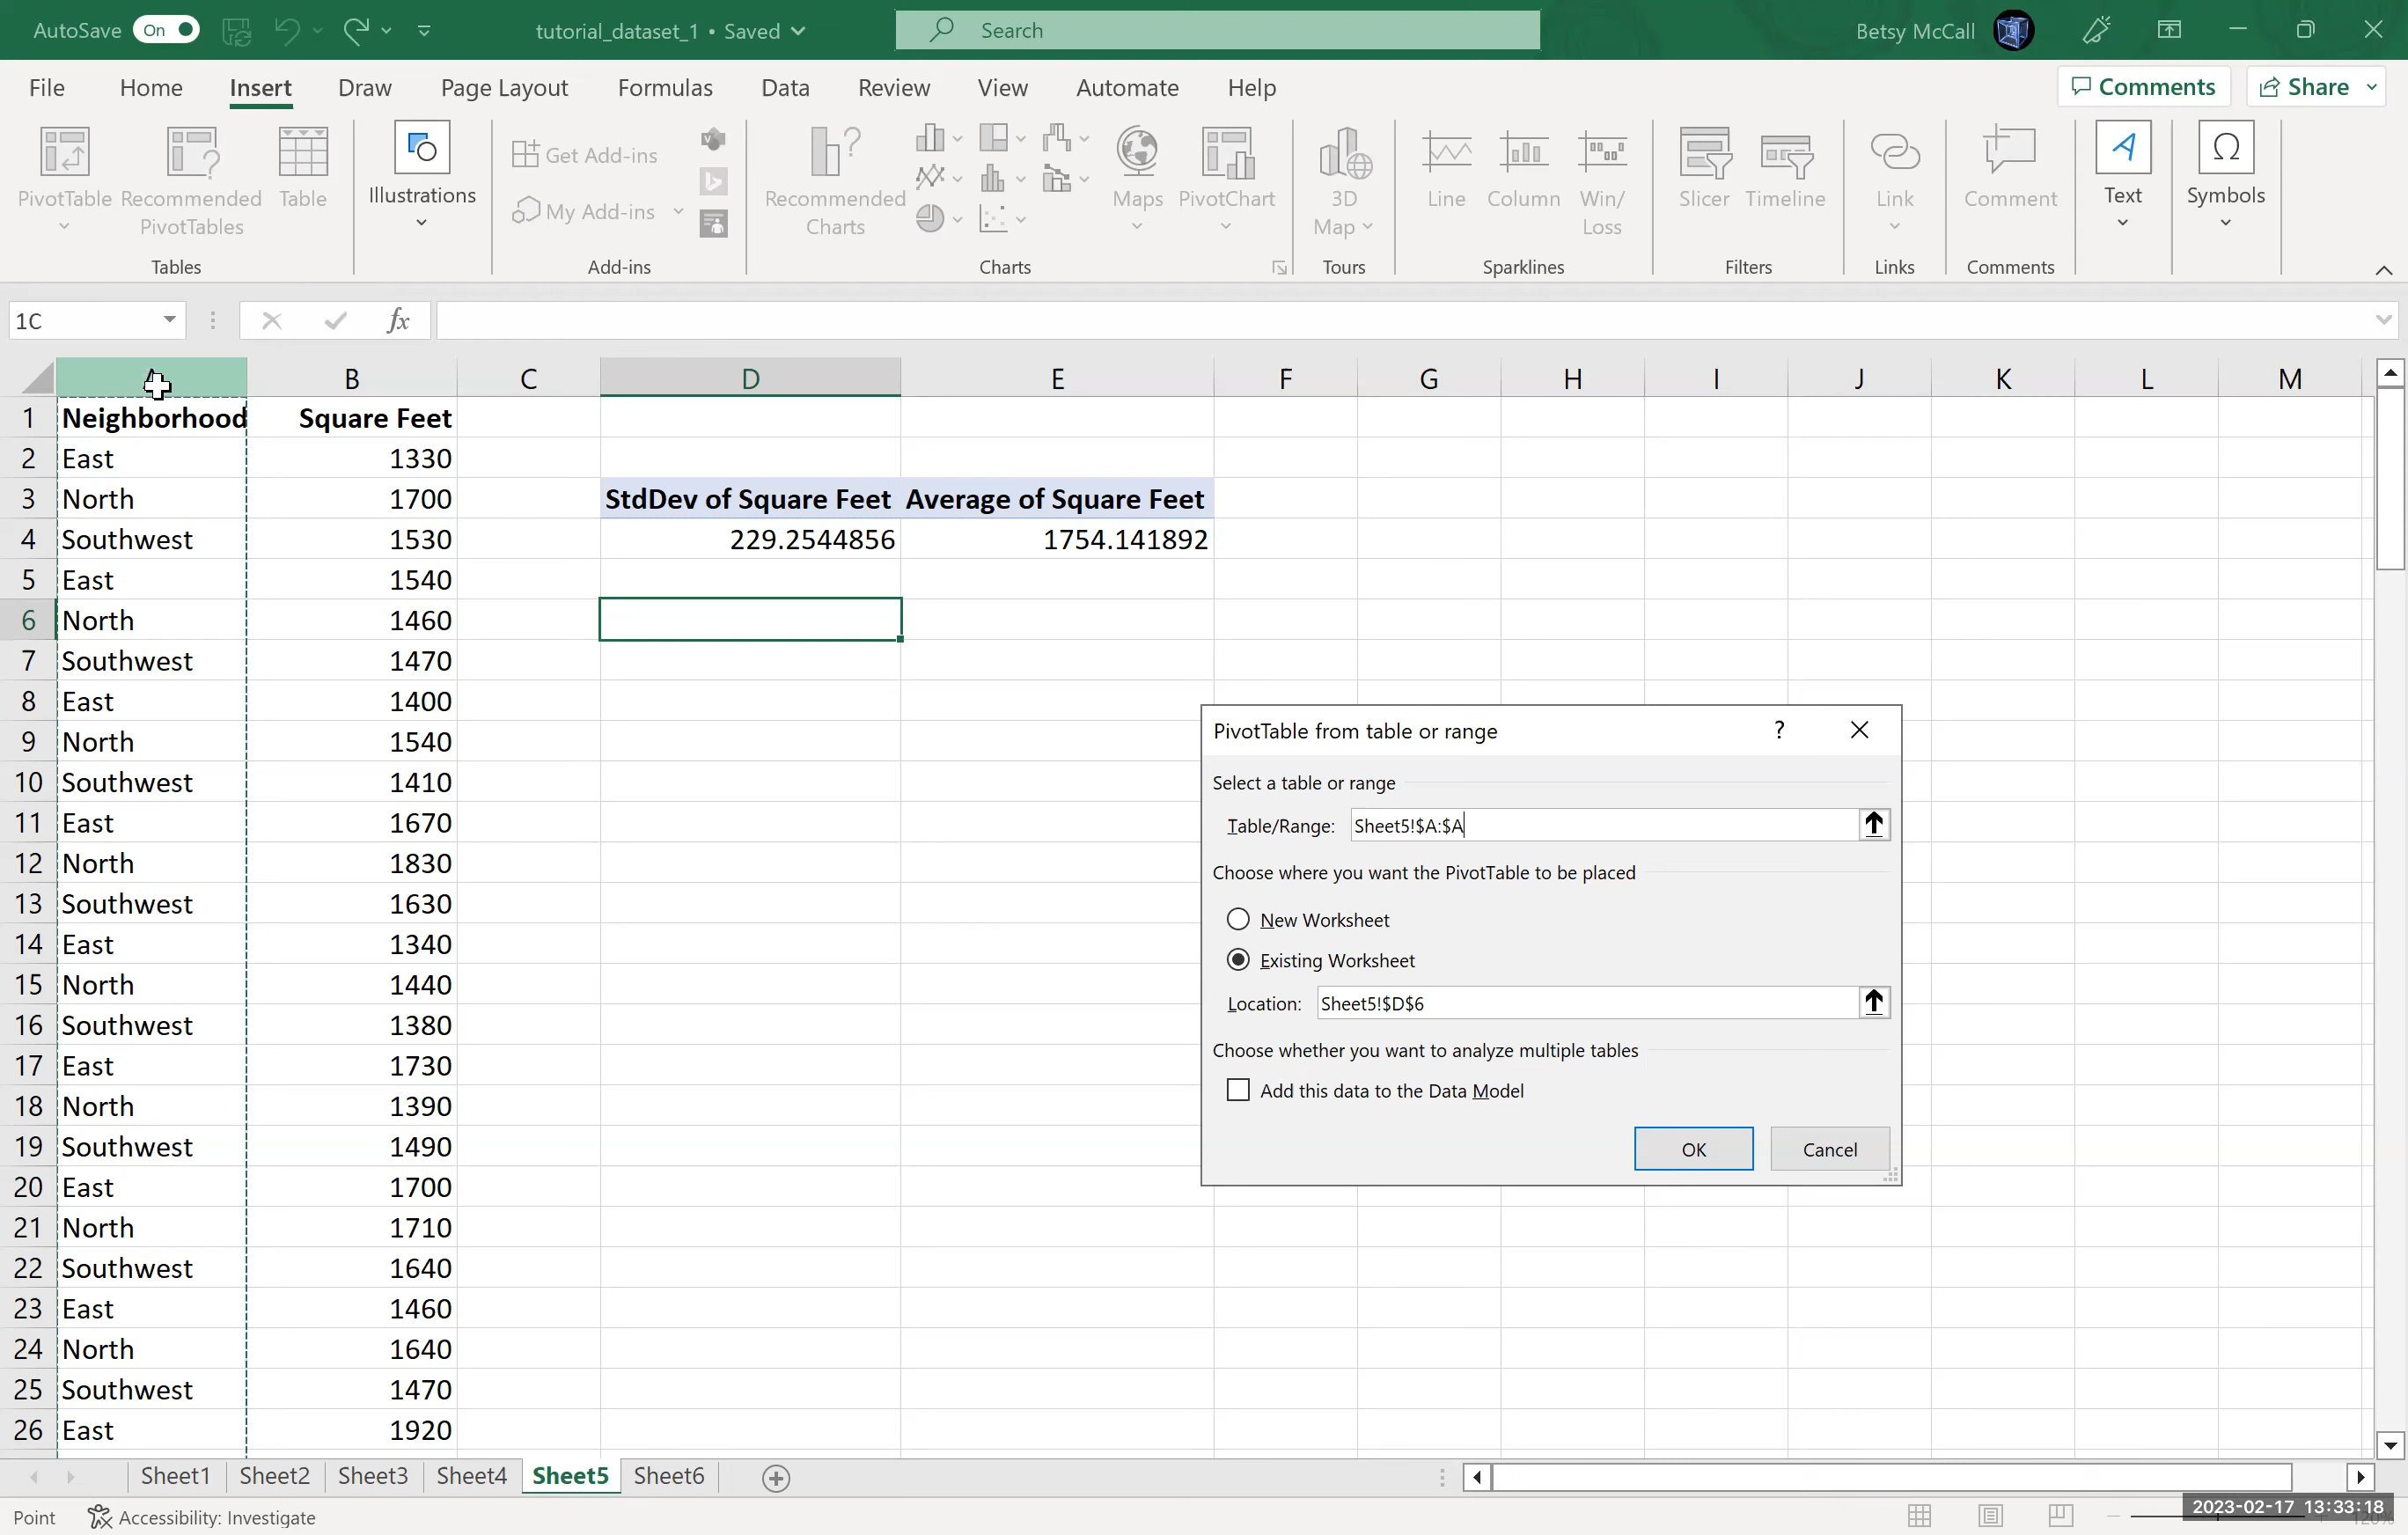 AutoSave On tutorial_dataset_1 • Saved Search Betsy McCall
File Home Insert Draw Page Layout Formulas Data Review View Automate Help Comments Share
PivotTable Recommended PivotTables Table Illustrations Get Add-ins My Add-ins Recommended Charts Maps PivotChart 3D Map Line Column Win/Loss Slicer Timeline Link Comment Text Symbols
Tables Add-ins Charts Tours Sparklines Filters Links Comments
1C fx
A B C D E F G H I J K L M
1 Neighborhood Square Feet
2 East 1330
3 North 1700 StdDev of Square Feet Average of Square Feet
4 Southwest 1530 229.2544856 1754.141892
5 East 1540
6 North 1460
7 Southwest 1470
8 East 1400
9 North 1540
10 Southwest 1410
11 East 1670
12 North 1830
13 Southwest 1630
14 East 1340
15 North 1440
16 Southwest 1380
17 East 1730
18 North 1390
19 Southwest 1490
20 East 1700
21 North 1710
22 Southwest 1640
23 East 1460
24 North 1640
25 Southwest 1470
26 East 1920
PivotTable from table or range ?
Select a table or range
Table/Range: Sheet5!$A:$A
Choose where you want the PivotTable to be placed
New Worksheet
Existing Worksheet
Location: Sheet5!$D$6
Choose whether you want to analyze multiple tables
Add this data to the Data Model
OK Cancel
Sheet1 Sheet2 Sheet3 Sheet4 Sheet5 Sheet6
Point Accessibility: Investigate
2023-02-17 13:33:18